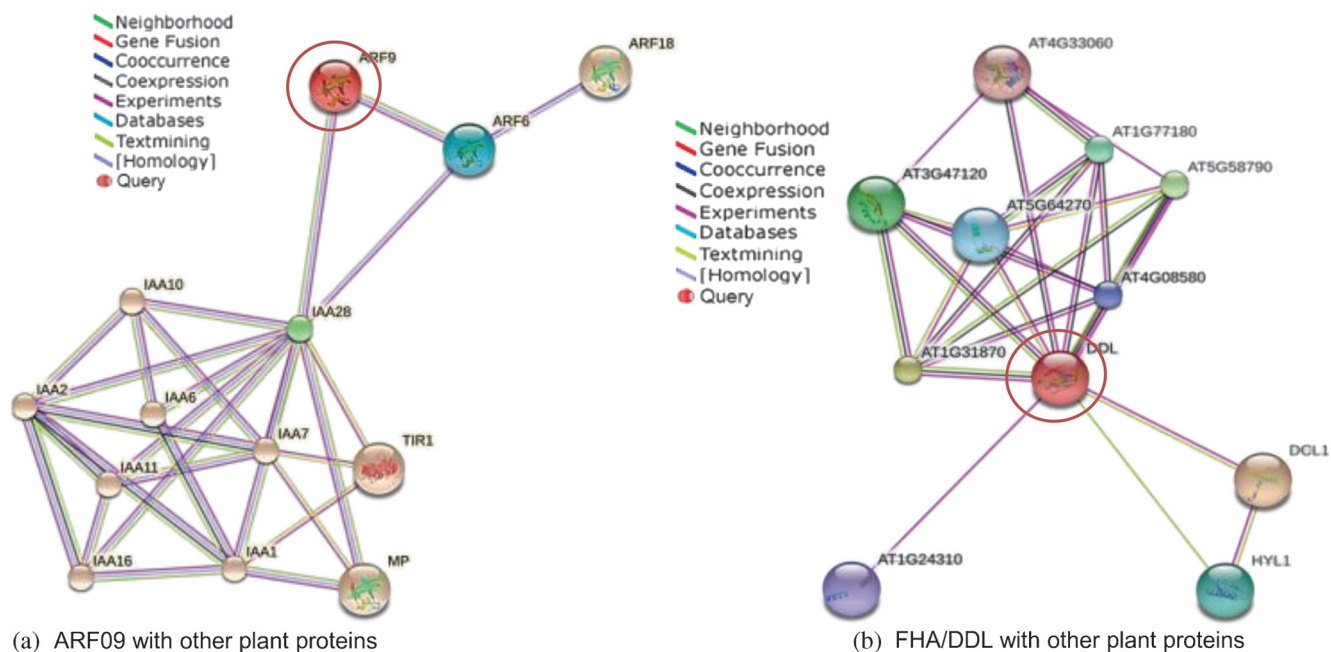 Neighborhood
Gene Fusion
Cooccurrence
Coexpression
Experiments
Databases
Textmining
[Homology]
Query
ARF9
ARF18
ARF6
IAA10
IAA28
IAA2
IAA6
IAA7
TIR1
IAA11
IAA16
IAA1
MP
(a) ARF09 with other plant proteins
Neighborhood
Gene Fusion
Cooccurrence
Coexpression
Experiments
Databases
Textmining
[Homology]
Query
AT4G33060
AT1G77180
AT5G58790
AT3G47120
AT5G64270
AT4G08580
AT1G31870
DDL
DCL1
AT1G24310
HYL1
(b) FHA/DDL with other plant proteins